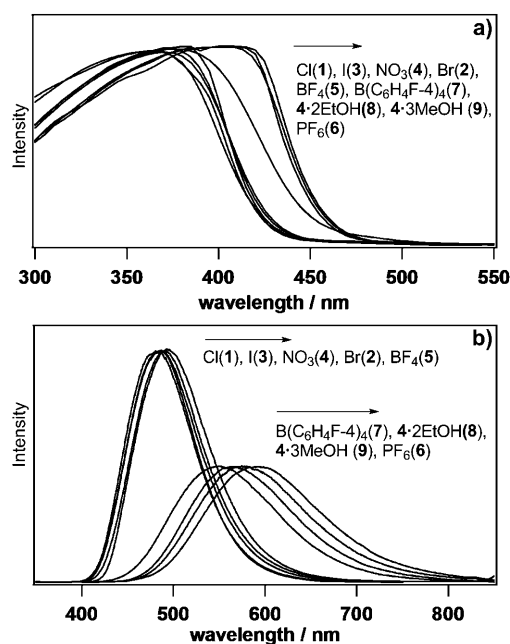 a)
Cl(1), I(3), NO3(4), Br(2),
BF4(5), B(C6H4F-4)4(7),
4·2EtOH(8), 4·3MeOH (9),
PF6(6)
Intensity
300 350 400 450 500 550
wavelength / nm
b)
Cl(1), I(3), NO3(4), Br(2), BF4(5)
B(C6H4F-4)4(7), 4·2EtOH(8),
4·3MeOH (9), PF6(6)
Intensity
400 500 600 700 800
wavelength / nm